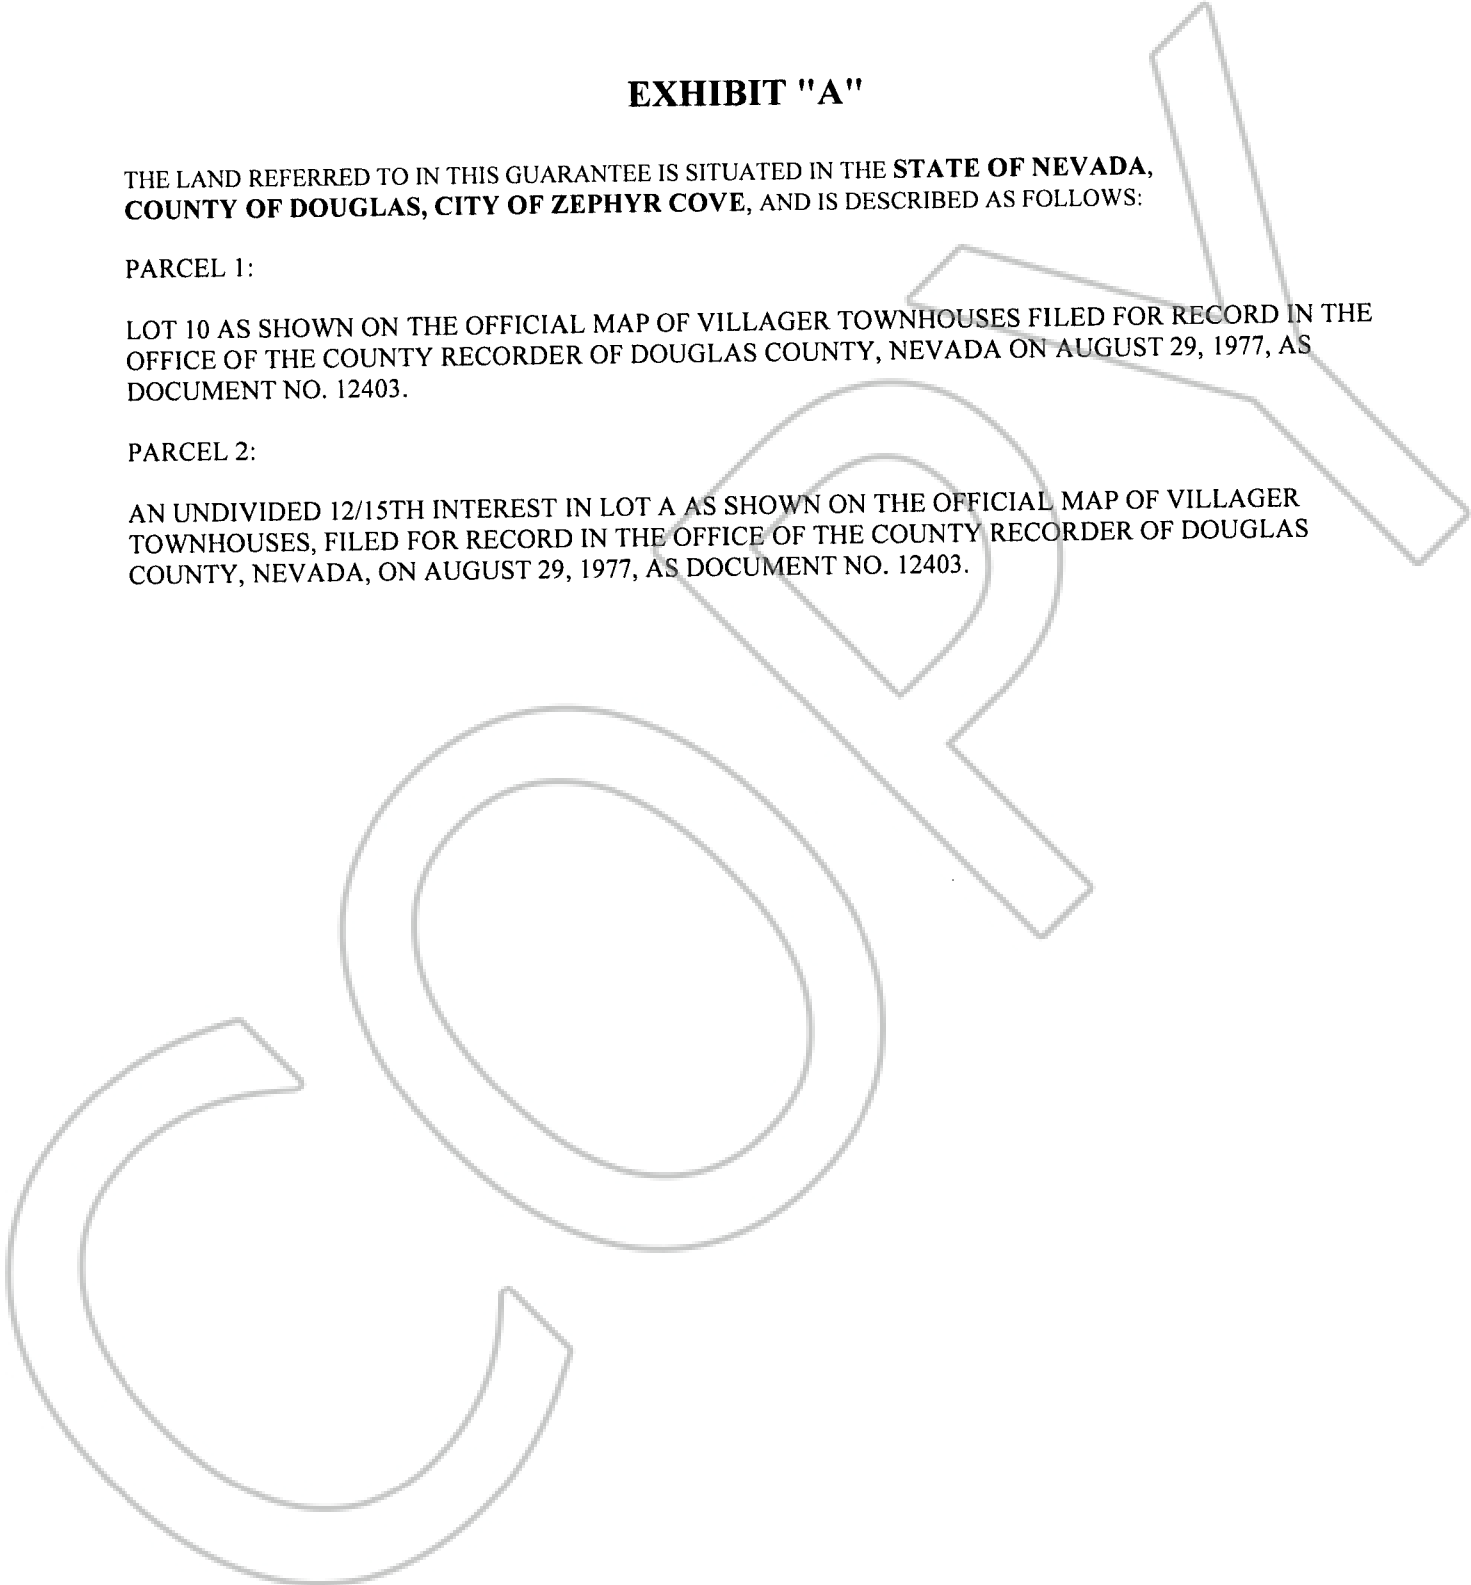 EXHIBIT "A"
THE LAND REFERRED TO IN THIS GUARANTEE IS SITUATED IN THE STATE OF NEVADA,
COUNTY OF DOUGLAS, CITY OF ZEPHYR COVE, AND IS DESCRIBED AS FOLLOWS:
PARCEL 1:
LOT 10 AS SHOWN ON THE OFFICIAL MAP OF VILLAGER TOWNHOUSES FILED FOR RECORD IN THE
OFFICE OF THE COUNTY RECORDER OF DOUGLAS COUNTY, NEVADA ON AUGUST 29, 1977, AS
DOCUMENT NO. 12403.
PARCEL 2:
AN UNDIVIDED 12/15TH INTEREST IN LOT A AS SHOWN ON THE OFFICIAL MAP OF VILLAGER
TOWNHOUSES, FILED FOR RECORD IN THE OFFICE OF THE COUNTY RECORDER OF DOUGLAS
COUNTY, NEVADA, ON AUGUST 29, 1977, AS DOCUMENT NO. 12403.
COPY